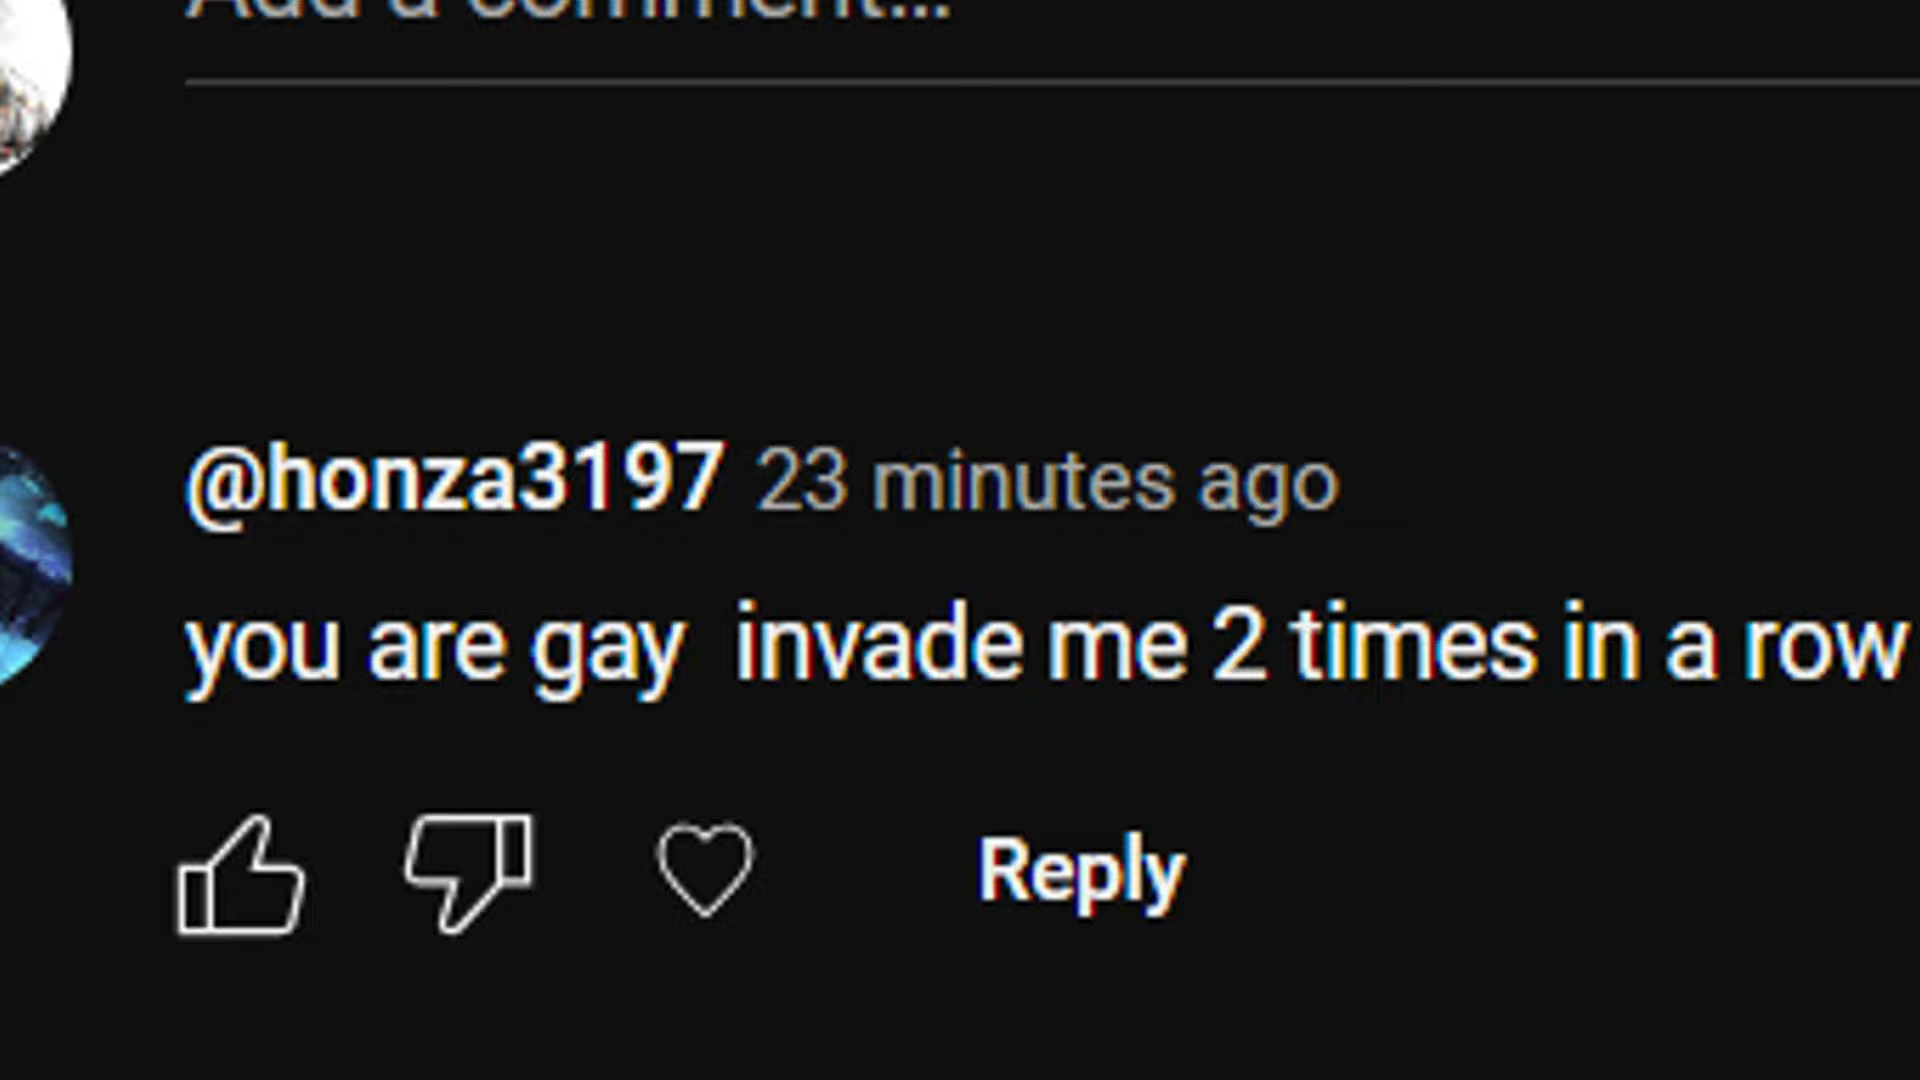 Add a comment...
@honza3197 23 minutes ago
you are gay  invade me 2 times in a row
Reply